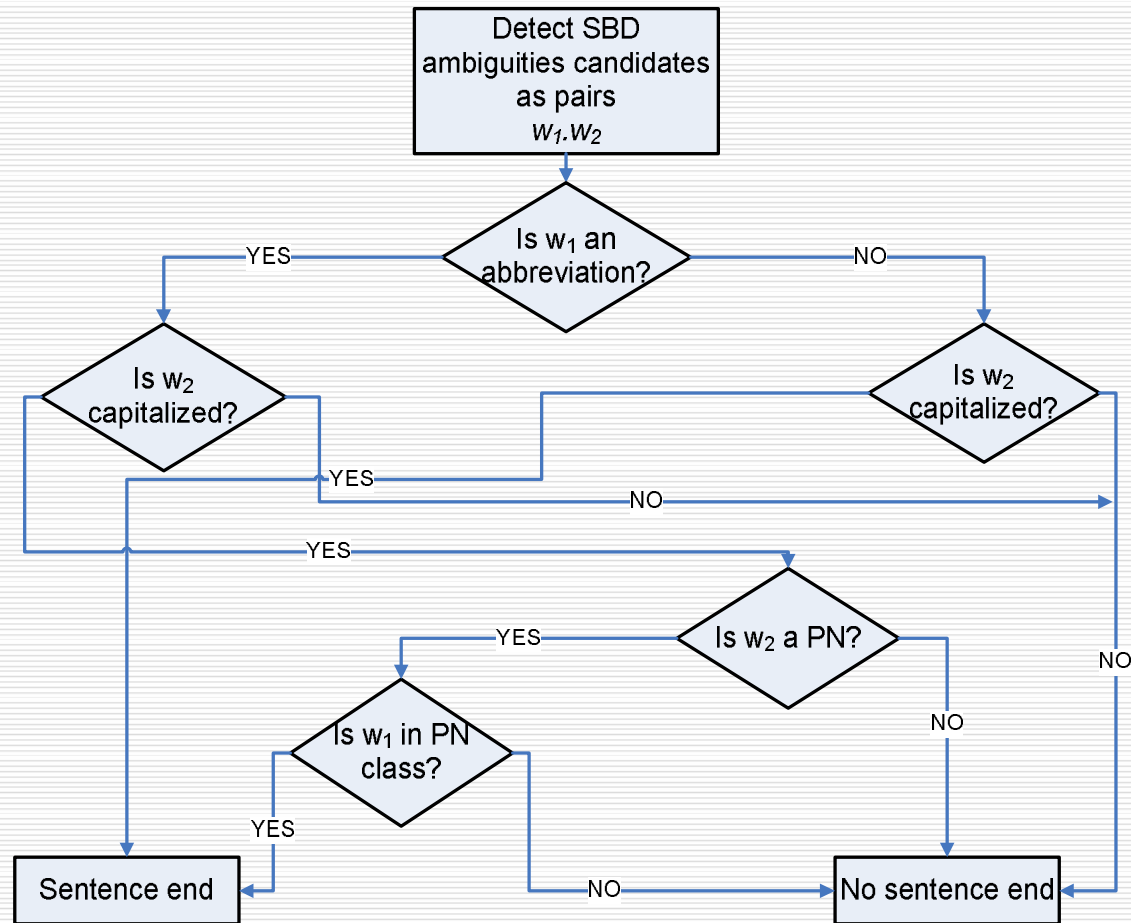 Detect SBD
ambiguities candidates
as pairs
w₁.w₂
Is w₁ an
abbreviation?
YES
NO
Is w₂
capitalized?
Is w₂
capitalized?
YES
NO
YES
Is w₂ a PN?
YES
NO
NO
Is w₁ in PN
class?
YES
NO
Sentence end
No sentence end